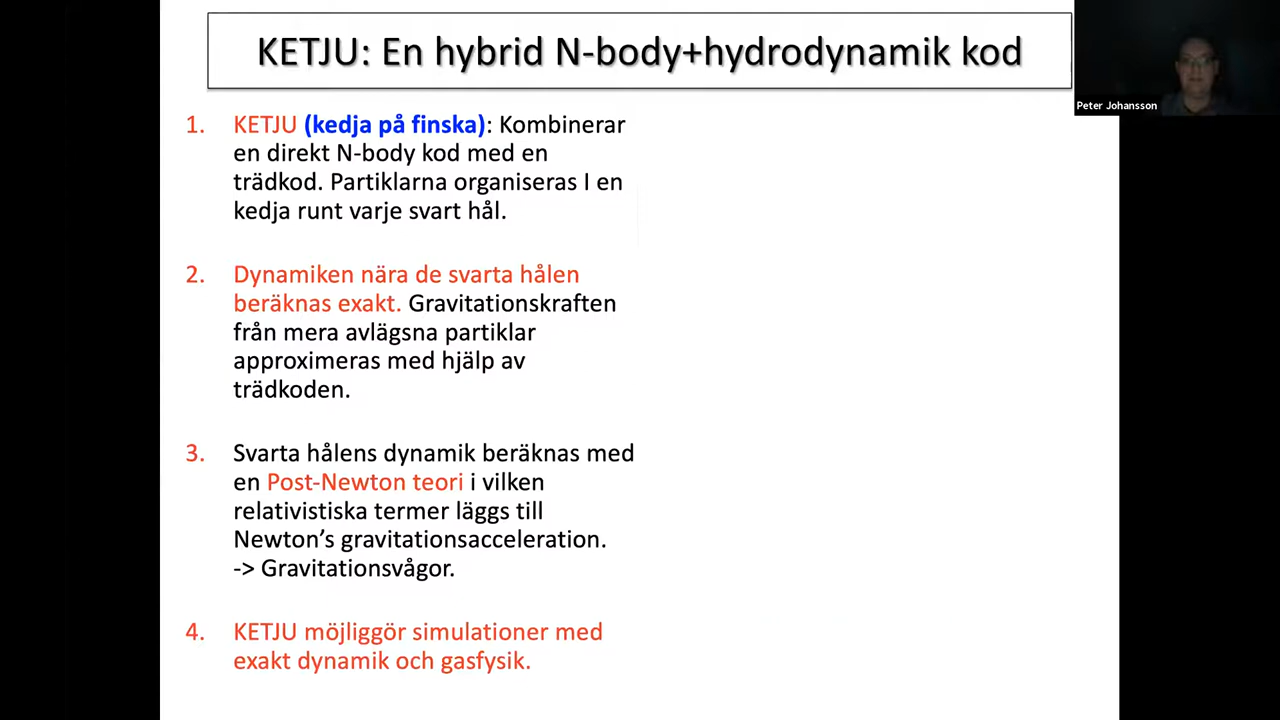 KETJU: En hybrid N-body+hydrodynamik kod
Peter Johansson
1. KETJU (kedja på finska): Kombinerar
en direkt N-body kod med en
trädkod. Partiklarna organiseras I en
kedja runt varje svart hål.
2. Dynamiken nära de svarta hålen
beräknas exakt. Gravitationskraften
från mera avlägsna partiklar
approximeras med hjälp av
trädkoden.
3. Svarta hålens dynamik beräknas med
en Post-Newton teori i vilken
relativistiska termer läggs till
Newton’s gravitationsacceleration.
-> Gravitationsvågor.
4. KETJU möjliggör simulationer med
exakt dynamik och gasfysik.